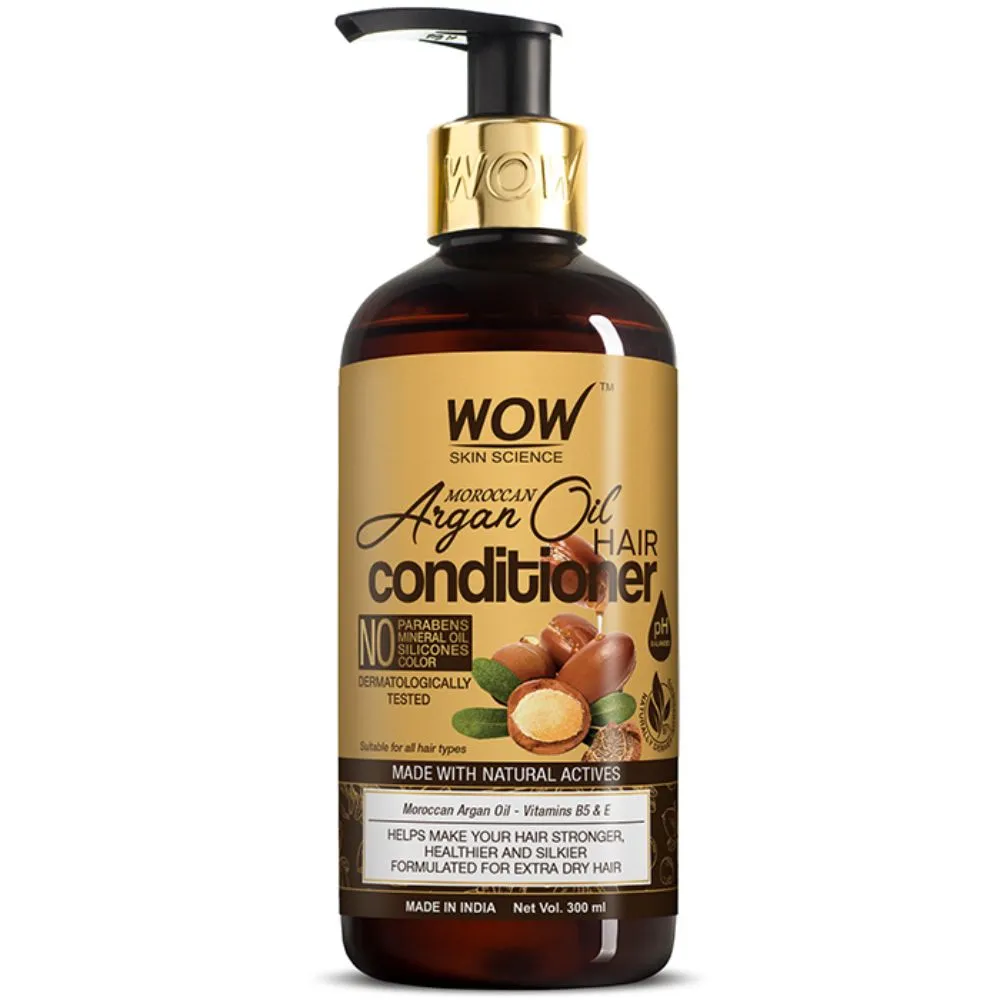 WOW
WOW
TM
SKIN SCIENCE
MOROCCAN
Argan Oil
HAIR
conditioner
NO
PARABENS
MINERAL OIL
SILICONES
COLOR
DERMATOLOGICALLY
TESTED
pH
Suitable for all hair types
MADE WITH NATURAL ACTIVES
Moroccan Argan Oil - Vitamins B5 & E
HELPS MAKE YOUR HAIR STRONGER,
HEALTHIER AND SILKIER
FORMULATED FOR EXTRA DRY HAIR
MADE IN INDIA Net Vol. 300 ml